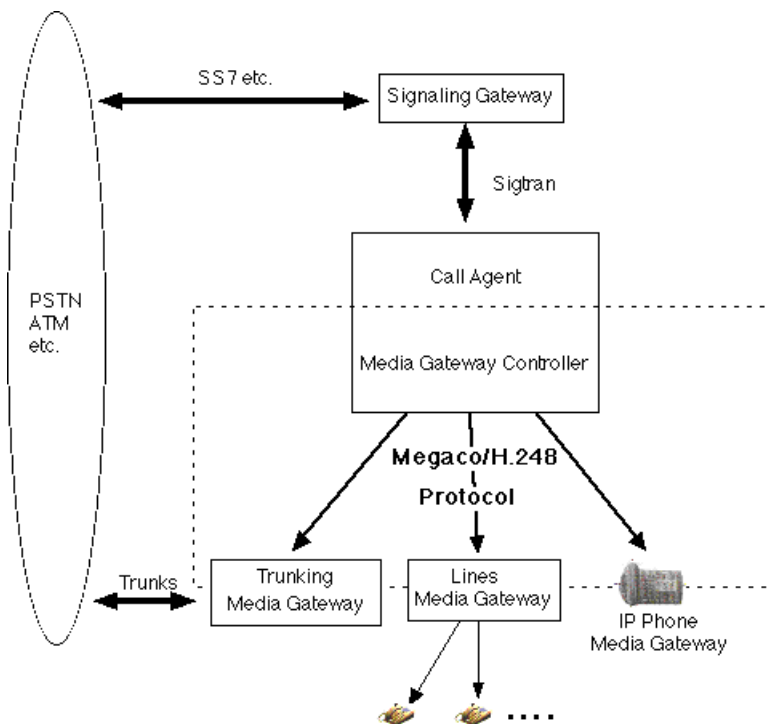 SS7 etc.
Signaling Gateway
Sigtran
Call Agent
PSTN
ATM
etc.
Media Gateway Controller
Megaco/H.248
Protocol
Trunks
Trunking
Media Gateway
Lines
Media Gateway
IP Phone
Media Gateway
....